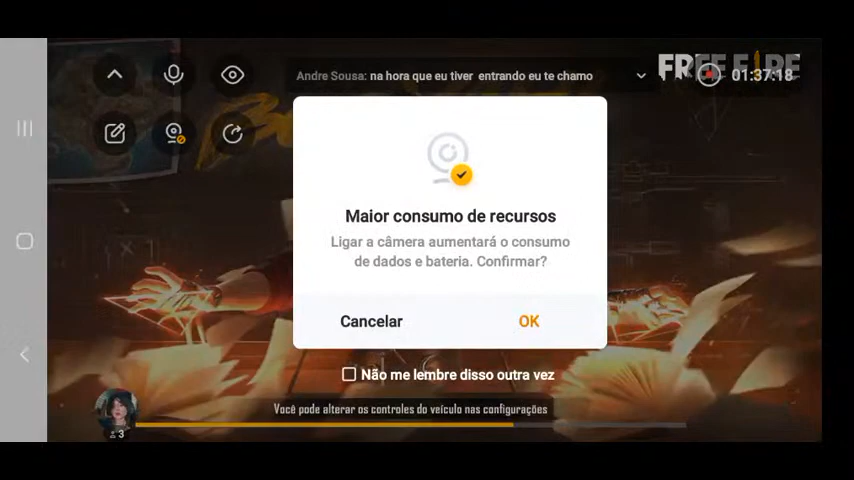 Andre Sousa: na hora que eu tiver entrando eu te chamo
FREE FIRE
01:37:18
Maior consumo de recursos
Ligar a câmera aumentará o consumo
de dados e bateria. Confirmar?
Cancelar
OK
Não me lembre disso outra vez
Você pode alterar os controles do veículo nas configurações
3